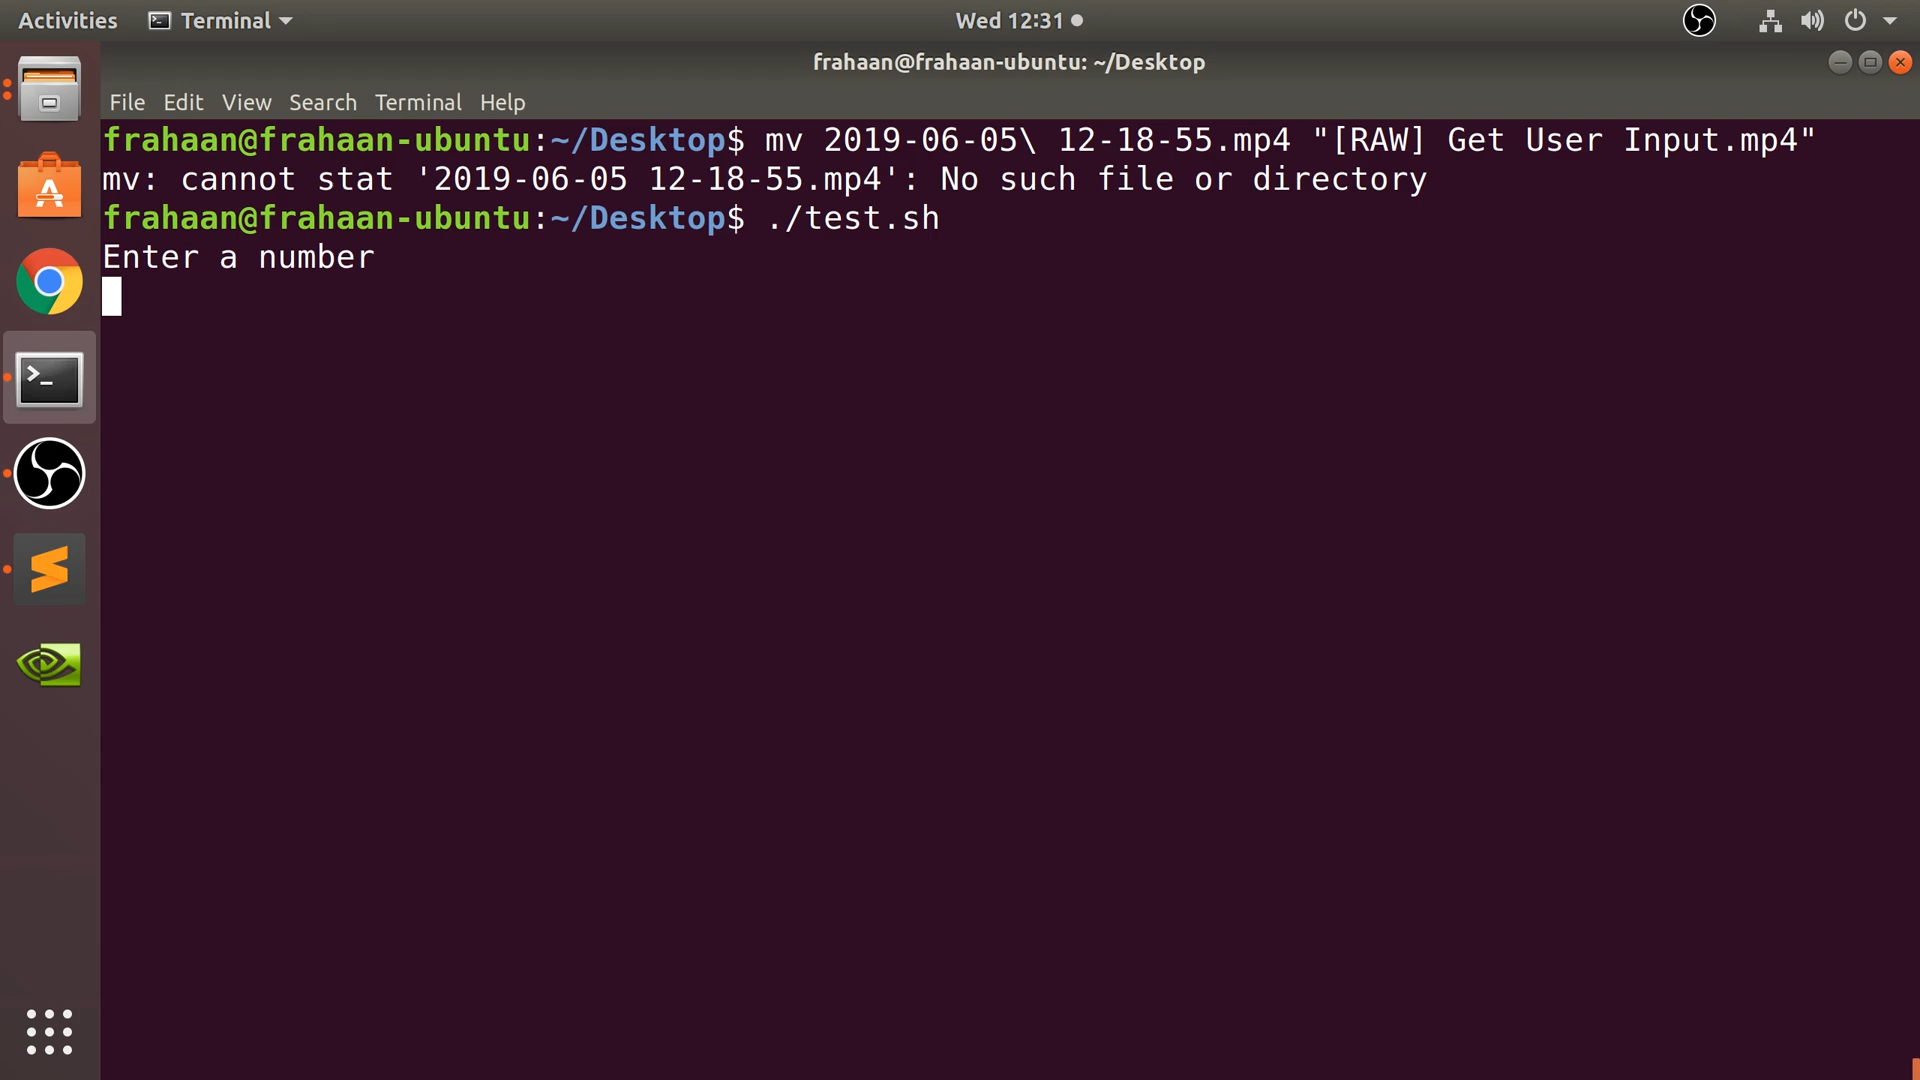 Activities Terminal Wed 12:31
frahaan@frahaan-ubuntu: ~/Desktop
File Edit View Search Terminal Help
frahaan@frahaan-ubuntu:~/Desktop$ mv 2019-06-05\ 12-18-55.mp4 "[RAW] Get User Input.mp4"
mv: cannot stat '2019-06-05 12-18-55.mp4': No such file or directory
frahaan@frahaan-ubuntu:~/Desktop$ ./test.sh
Enter a number